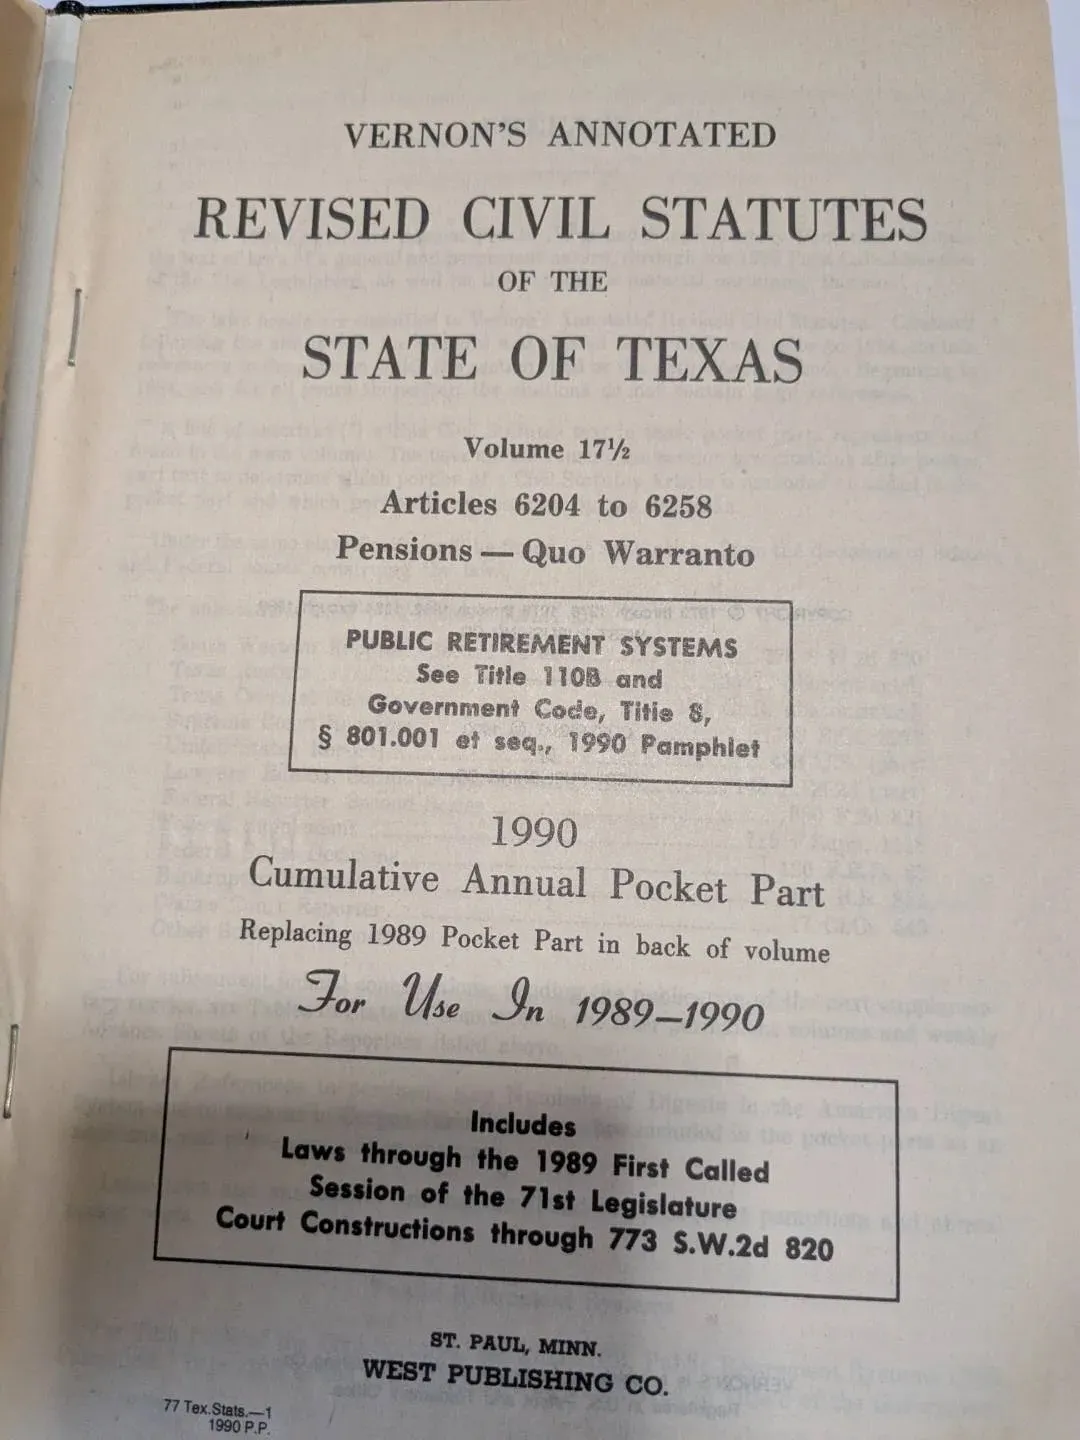 VERNON'S ANNOTATED
REVISED CIVIL STATUTES
OF THE
STATE OF TEXAS
Volume 17½
Articles 6204 to 6258
Pensions — Quo Warranto
PUBLIC RETIREMENT SYSTEMS
See Title 110B and
Government Code, Title 8,
§ 801.001 et seq., 1990 Pamphlet
1990
Cumulative Annual Pocket Part
Replacing 1989 Pocket Part in back of volume
For Use In 1989–1990
Includes
Laws through the 1989 First Called
Session of the 71st Legislature
Court Constructions through 773 S.W.2d 820
ST. PAUL, MINN.
WEST PUBLISHING CO.
77 Tex.Stats.—1
1990 P.P.